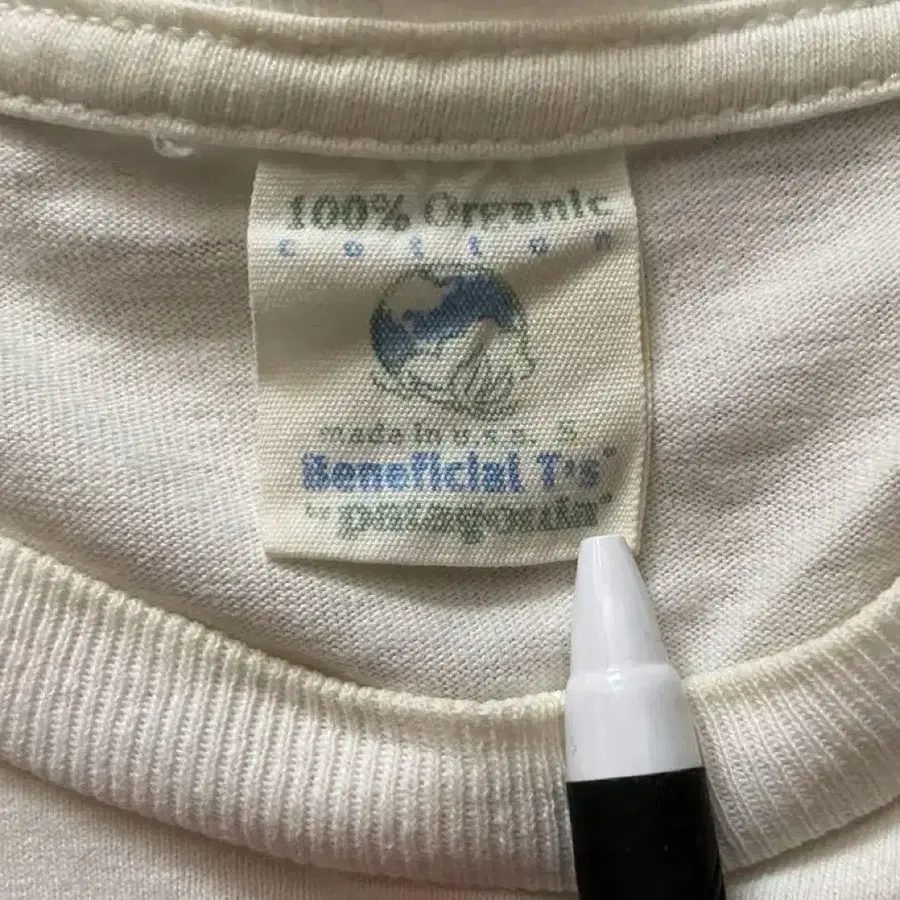 100% Organic
cotton
made in u.s.a. S
Beneficial T's
"patagonia"